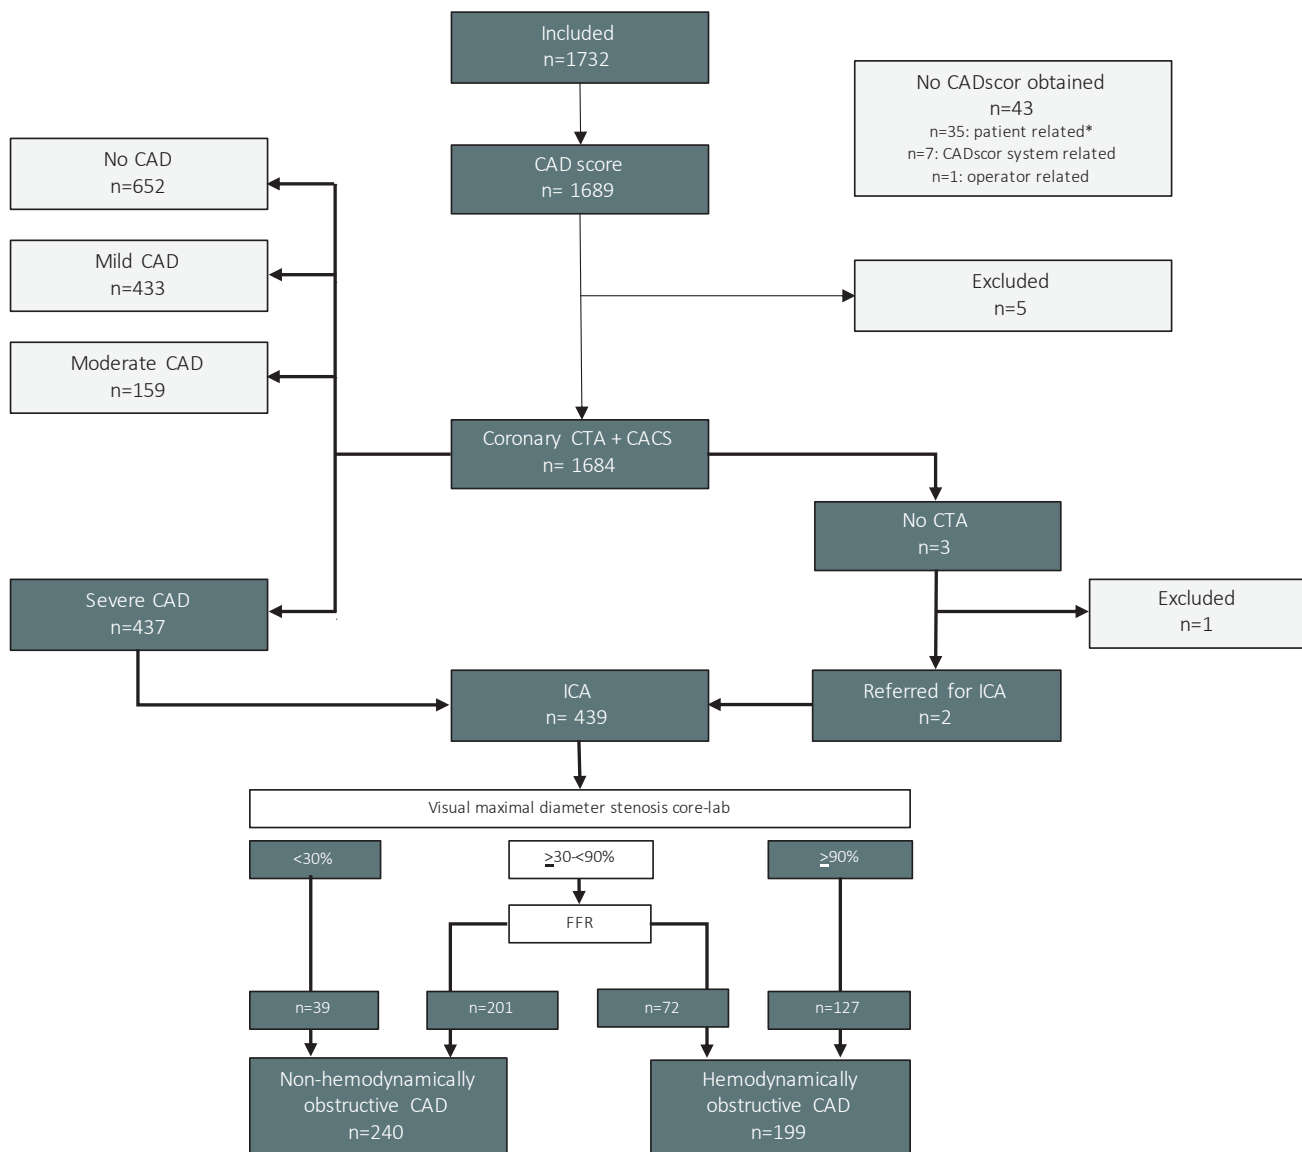 Included
n=1732
No CADscor obtained
n=43
n=35: patient related*
n=7: CADscor system related
n=1: operator related
CAD score
n= 1689
No CAD
n=652
Mild CAD
n=433
Excluded
n=5
Moderate CAD
n=159
Coronary CTA + CACS
n= 1684
No CTA
n=3
Severe CAD
n=437
Excluded
n=1
ICA
n= 439
Referred for ICA
n=2
Visual maximal diameter stenosis core-lab
<30%
≥30-<90%
≥90%
FFR
n=39
n=201
n=72
n=127
Non-hemodynamically
obstructive CAD
n=240
Hemodynamically
obstructive CAD
n=199